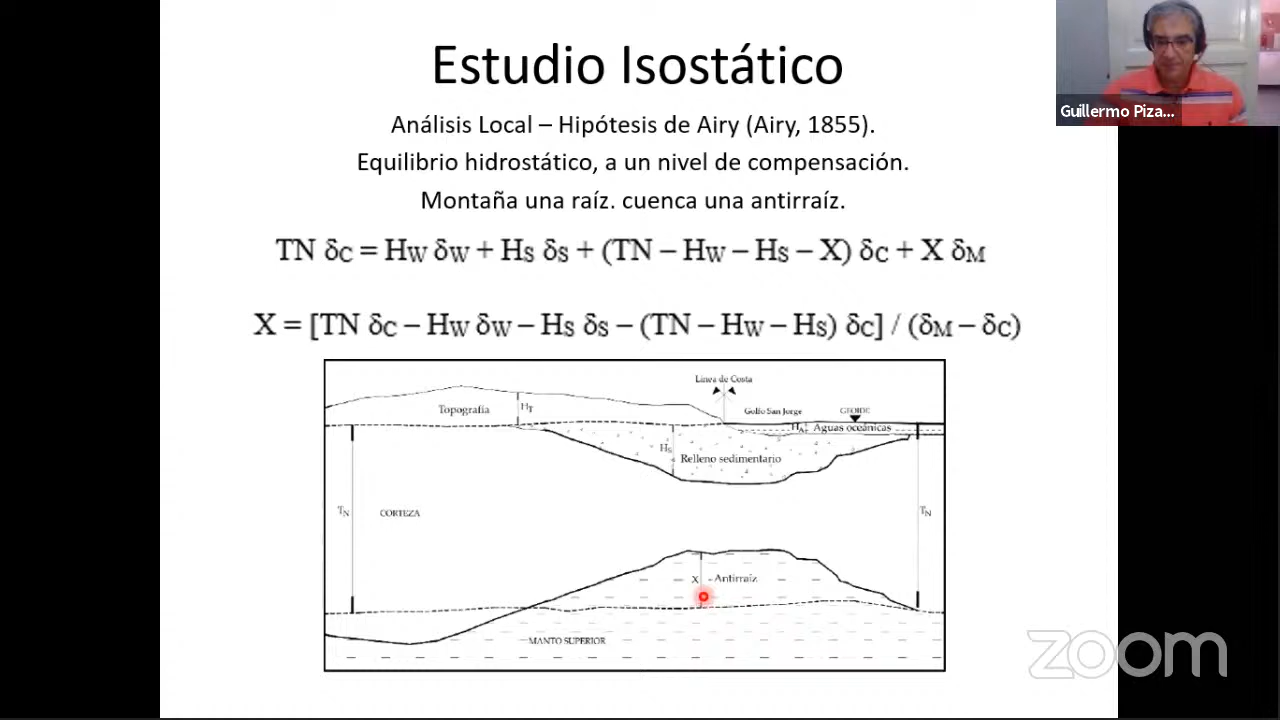 Estudio Isostático
Guillermo Piza...
Análisis Local – Hipótesis de Airy (Airy, 1855).
Equilibrio hidrostático, a un nivel de compensación.
Montaña una raíz. cuenca una antirraíz.
TN δC = HW δW + HS δS + (TN – HW – HS – X) δC + X δM
X = [TN δC – HW δW – HS δS – (TN – HW – HS) δC] / (δM – δC)
Linea de Costa
Topografía
HT
Golfo San Jorge
GEOIDE
HA
Aguas oceánicas
HS
Relleno sedimentario
TN
CORTEZA
TN
X
Antirraíz
MANTO SUPERIOR
zoom